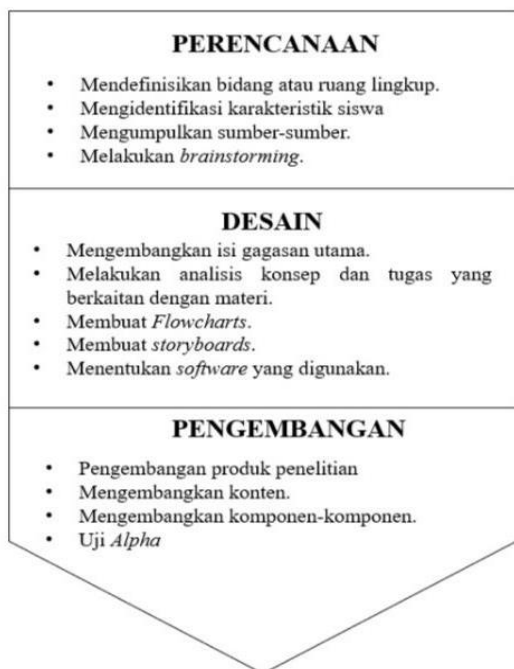 PERENCANAAN
• Mendefinisikan bidang atau ruang lingkup.
• Mengidentifikasi karakteristik siswa
• Mengumpulkan sumber-sumber.
• Melakukan brainstorming.
DESAIN
• Mengembangkan isi gagasan utama.
• Melakukan analisis konsep dan tugas yang
berkaitan dengan materi.
• Membuat Flowcharts.
• Membuat storyboards.
• Menentukan software yang digunakan.
PENGEMBANGAN
• Pengembangan produk penelitian
• Mengembangkan konten.
• Mengembangkan komponen-komponen.
• Uji Alpha